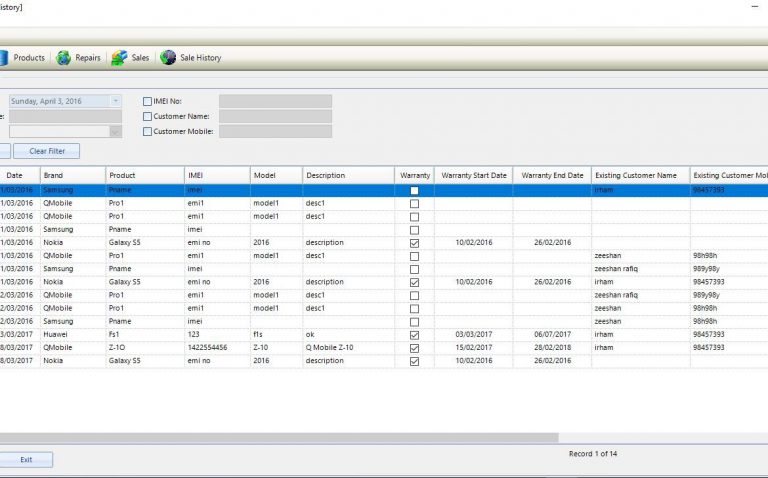 istory]
Products Repairs Sales Sale History
Sunday, April 3, 2016 IMEI No:
e: Customer Name:
Customer Mobile:
Clear Filter
Date Brand Product IMEI Model Description Warranty Warranty Start Date Warranty End Date Existing Customer Name Existing Customer Mol
1/03/2016 Samsung Pname imei irham 98457393
1/03/2016 QMobile Pro1 emi1 model1 desc1
1/03/2016 QMobile Pro1 emi1 model1 desc1
1/03/2016 Samsung Pname imei
1/03/2016 Nokia Galaxy S5 emi no 2016 description 10/02/2016 26/02/2016
1/03/2016 QMobile Pro1 emi1 model1 desc1 zeeshan 98h98h
1/03/2016 Samsung Pname imei zeeshan rafiq 989y98y
1/03/2016 Nokia Galaxy S5 emi no 2016 description 10/02/2016 26/02/2016 irham 98457393
2/03/2016 QMobile Pro1 emi1 model1 desc1 zeeshan rafiq 989y98y
2/03/2016 QMobile Pro1 emi1 model1 desc1 zeeshan 98h98h
2/03/2016 Samsung Pname imei zeeshan 98h98h
3/03/2017 Huawei Fs1 123 f1s ok 03/03/2017 06/07/2017 irham 98457393
8/03/2017 QMobile Z-1O 1422554456 Z-10 Q Mobile Z-10 15/02/2017 28/02/2018 irham 98457393
8/03/2017 Nokia Galaxy S5 emi no 2016 description 10/02/2016 26/02/2016
Record 1 of 14
Exit